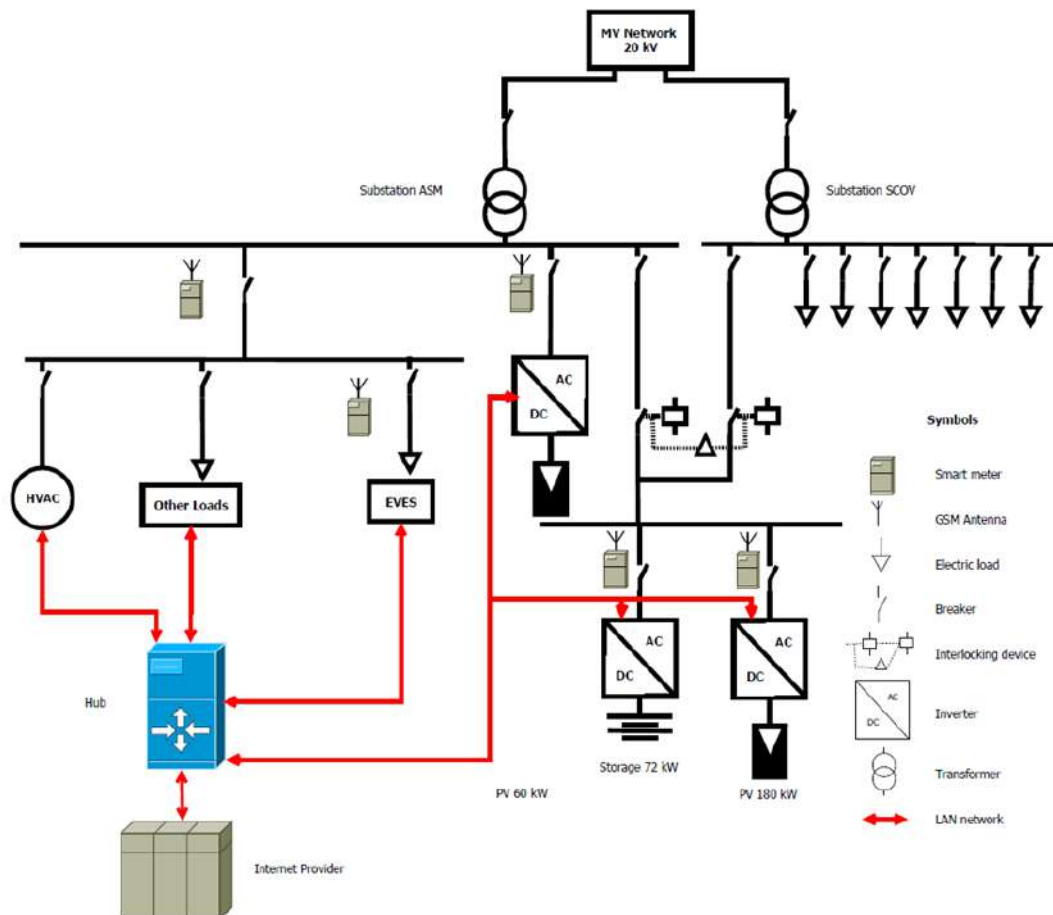 MV Network
20 kV
Substation ASM
Substation SCOV
AC
DC
Symbols
HVAC
Other Loads
EVES
Smart meter
GSM Antenna
Electric load
Breaker
AC
DC
AC
DC
Interlocking device
Hub
AC
DC
Inverter
Storage 72 kW
PV 60 kW
PV 180 kW
Transformer
LAN network
Internet Provider